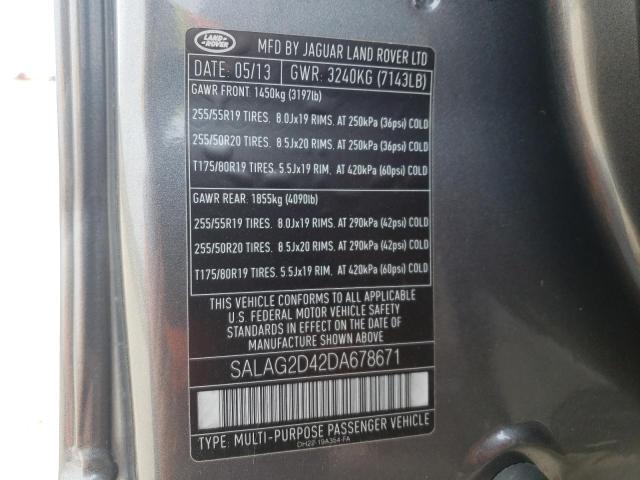 LAND
ROVER
MFD BY JAGUAR LAND ROVER LTD
DATE: 05/13 GWR: 3240KG (7143LB)
GAWR FRONT: 1450kg (3197lb)
255/55R19 TIRES. 8.0Jx19 RIMS. AT 250kPa (36psi) COLD
255/50R20 TIRES. 8.5Jx20 RIMS. AT 250kPa (36psi) COLD
T175/80R19 TIRES. 5.5Jx19 RIM. AT 420kPa (60psi) COLD
GAWR REAR: 1855kg (4090lb)
255/55R19 TIRES. 8.0Jx19 RIMS. AT 290kPa (42psi) COLD
255/50R20 TIRES. 8.5Jx20 RIMS. AT 290kPa (42psi) COLD
T175/80R19 TIRES. 5.5Jx19 RIM. AT 420kPa (60psi) COLD
THIS VEHICLE CONFORMS TO ALL APPLICABLE
U.S. FEDERAL MOTOR VEHICLE SAFETY
STANDARDS IN EFFECT ON THE DATE OF
MANUFACTURE SHOWN ABOVE.
SALAG2D42DA678671
TYPE: MULTI-PURPOSE PASSENGER VEHICLE
DH22-19A354-FA